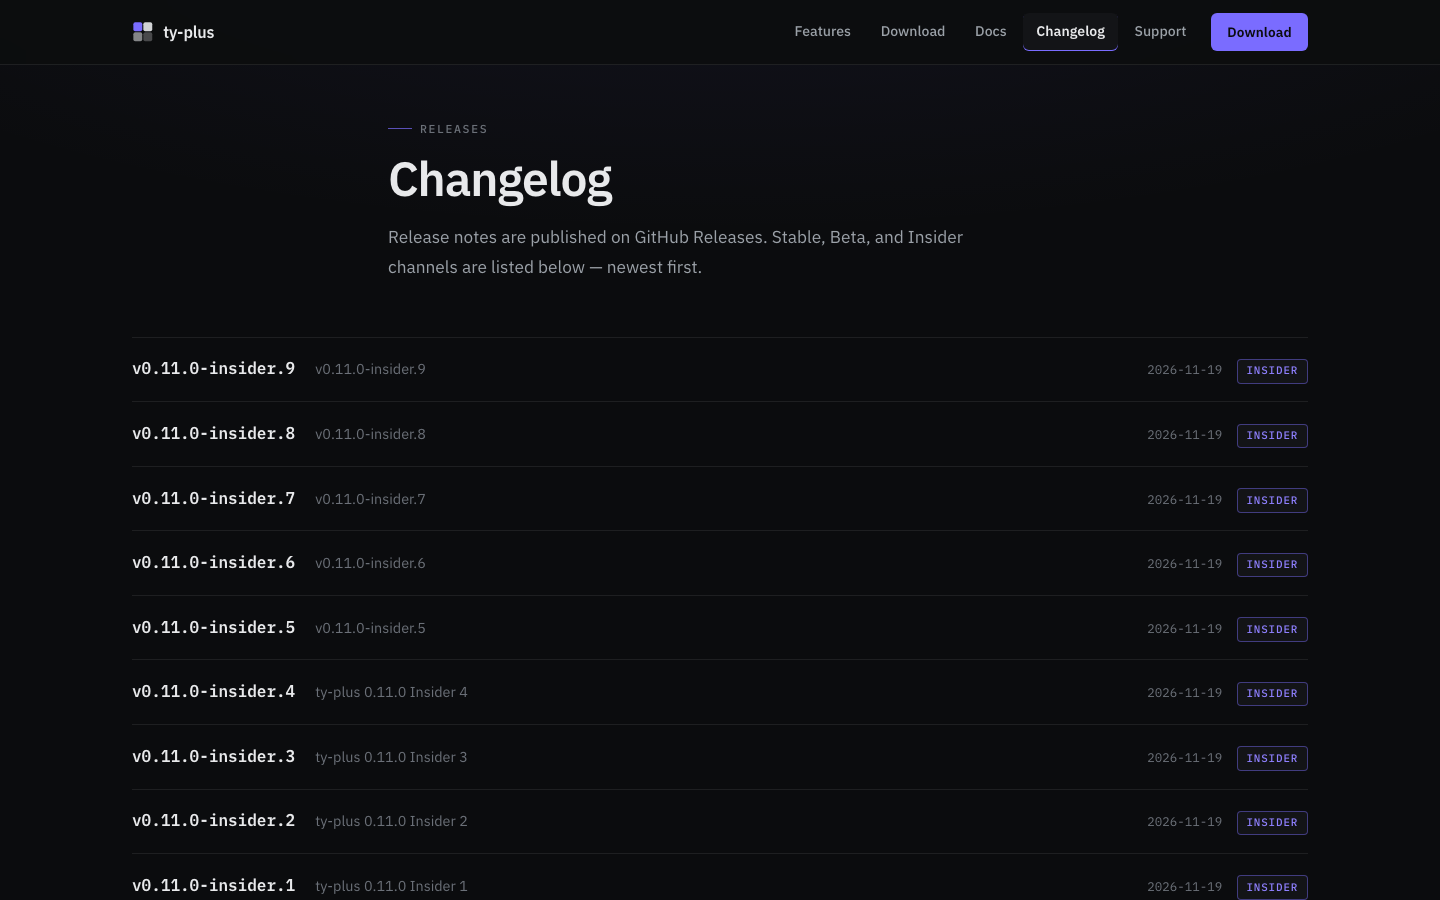 ty-plus
Features Download Docs Changelog Support Download
RELEASES
Changelog
Release notes are published on GitHub Releases. Stable, Beta, and Insider
channels are listed below — newest first.
v0.11.0-insider.9 v0.11.0-insider.9 2026-11-19 INSIDER
v0.11.0-insider.8 v0.11.0-insider.8 2026-11-19 INSIDER
v0.11.0-insider.7 v0.11.0-insider.7 2026-11-19 INSIDER
v0.11.0-insider.6 v0.11.0-insider.6 2026-11-19 INSIDER
v0.11.0-insider.5 v0.11.0-insider.5 2026-11-19 INSIDER
v0.11.0-insider.4 ty-plus 0.11.0 Insider 4 2026-11-19 INSIDER
v0.11.0-insider.3 ty-plus 0.11.0 Insider 3 2026-11-19 INSIDER
v0.11.0-insider.2 ty-plus 0.11.0 Insider 2 2026-11-19 INSIDER
v0.11.0-insider.1 ty-plus 0.11.0 Insider 1 2026-11-19 INSIDER